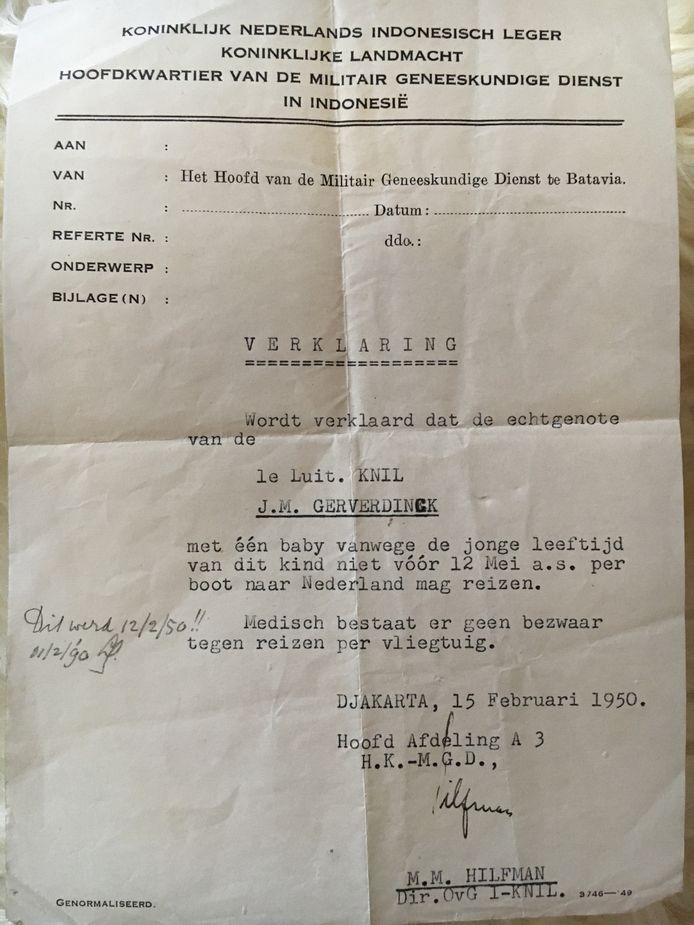 KONINKLIJK NEDERLANDS INDONESISCH LEGER
KONINKLIJKE LANDMACHT
HOOFDKWARTIER VAN DE MILITAIR GENEESKUNDIGE DIENST
IN INDONESIË
AAN :
VAN : Het Hoofd van de Militair Geneeskundige Dienst te Batavia.
NR. : Datum :
REFERTE NR. : ddo. :
ONDERWERP :
BIJLAGE(N) :
VERKLARING
Wordt verklaard dat de echtgenote
van de
1e Luit. KNIL
J.M. GERVERDINCK
met één baby vanwege de jonge leeftijd
van dit kind niet vóór 12 Mei a.s. per
boot naar Nederland mag reizen.
Medisch bestaat er geen bezwaar
tegen reizen per vliegtuig.
Dit werd 12/2/50!!
DJAKARTA, 15 Februari 1950.
Hoofd Afdeling A 3
H.K.-M.G.D.,
Hilfman
M.M. HILFMAN
Dir.OvG I-KNIL.
3746—'49
GENORMALISEERD.